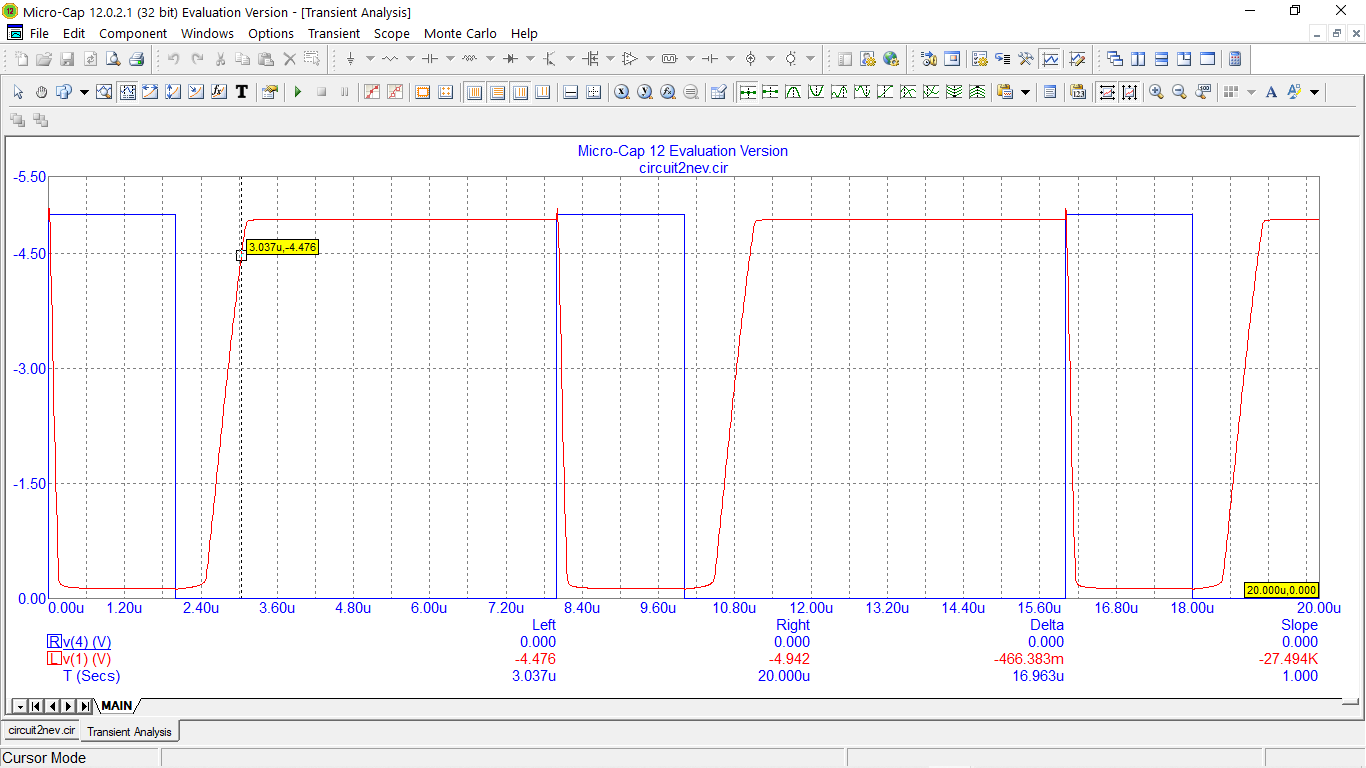 Micro-Cap 12.0.2.1 (32 bit) Evaluation Version - [Transient Analysis]
File Edit Component Windows Options Transient Scope Monte Carlo Help
Micro-Cap 12 Evaluation Version
circuit2nev.cir
-5.50
-4.50
-3.00
-1.50
0.00
3.037u,-4.476
20.000u,0.000
0.00u 1.20u 2.40u 3.60u 4.80u 6.00u 7.20u 8.40u 9.60u 10.80u 12.00u 13.20u 14.40u 15.60u 16.80u 18.00u 20.00u
Left Right Delta Slope
R v(4) (V) 0.000 0.000 0.000 0.000
L v(1) (V) -4.476 -4.942 -466.383m -27.494K
T (Secs) 3.037u 20.000u 16.963u 1.000
MAIN
circuit2nev.cir Transient Analysis
Cursor Mode